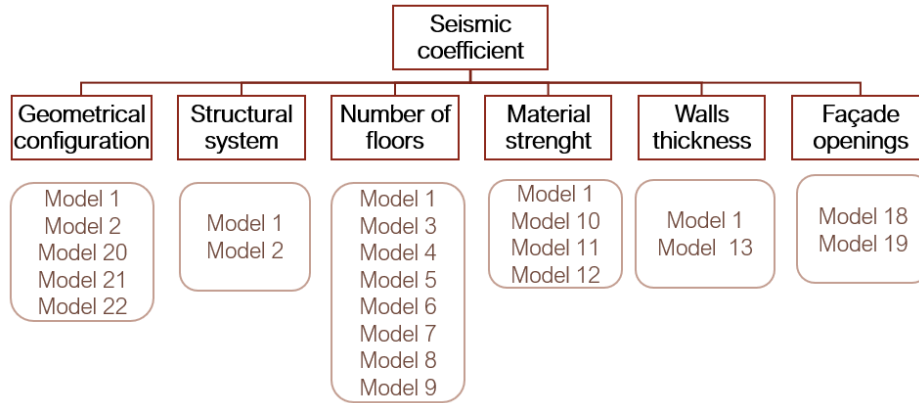 Seismic
coefficient
Geometrical
configuration
Structural
system
Number of
floors
Material
strenght
Walls
thickness
Façade
openings
Model 1
Model 2
Model 20
Model 21
Model 22
Model 1
Model 2
Model 1
Model 3
Model 4
Model 5
Model 6
Model 7
Model 8
Model 9
Model 1
Model 10
Model 11
Model 12
Model 1
Model 13
Model 18
Model 19